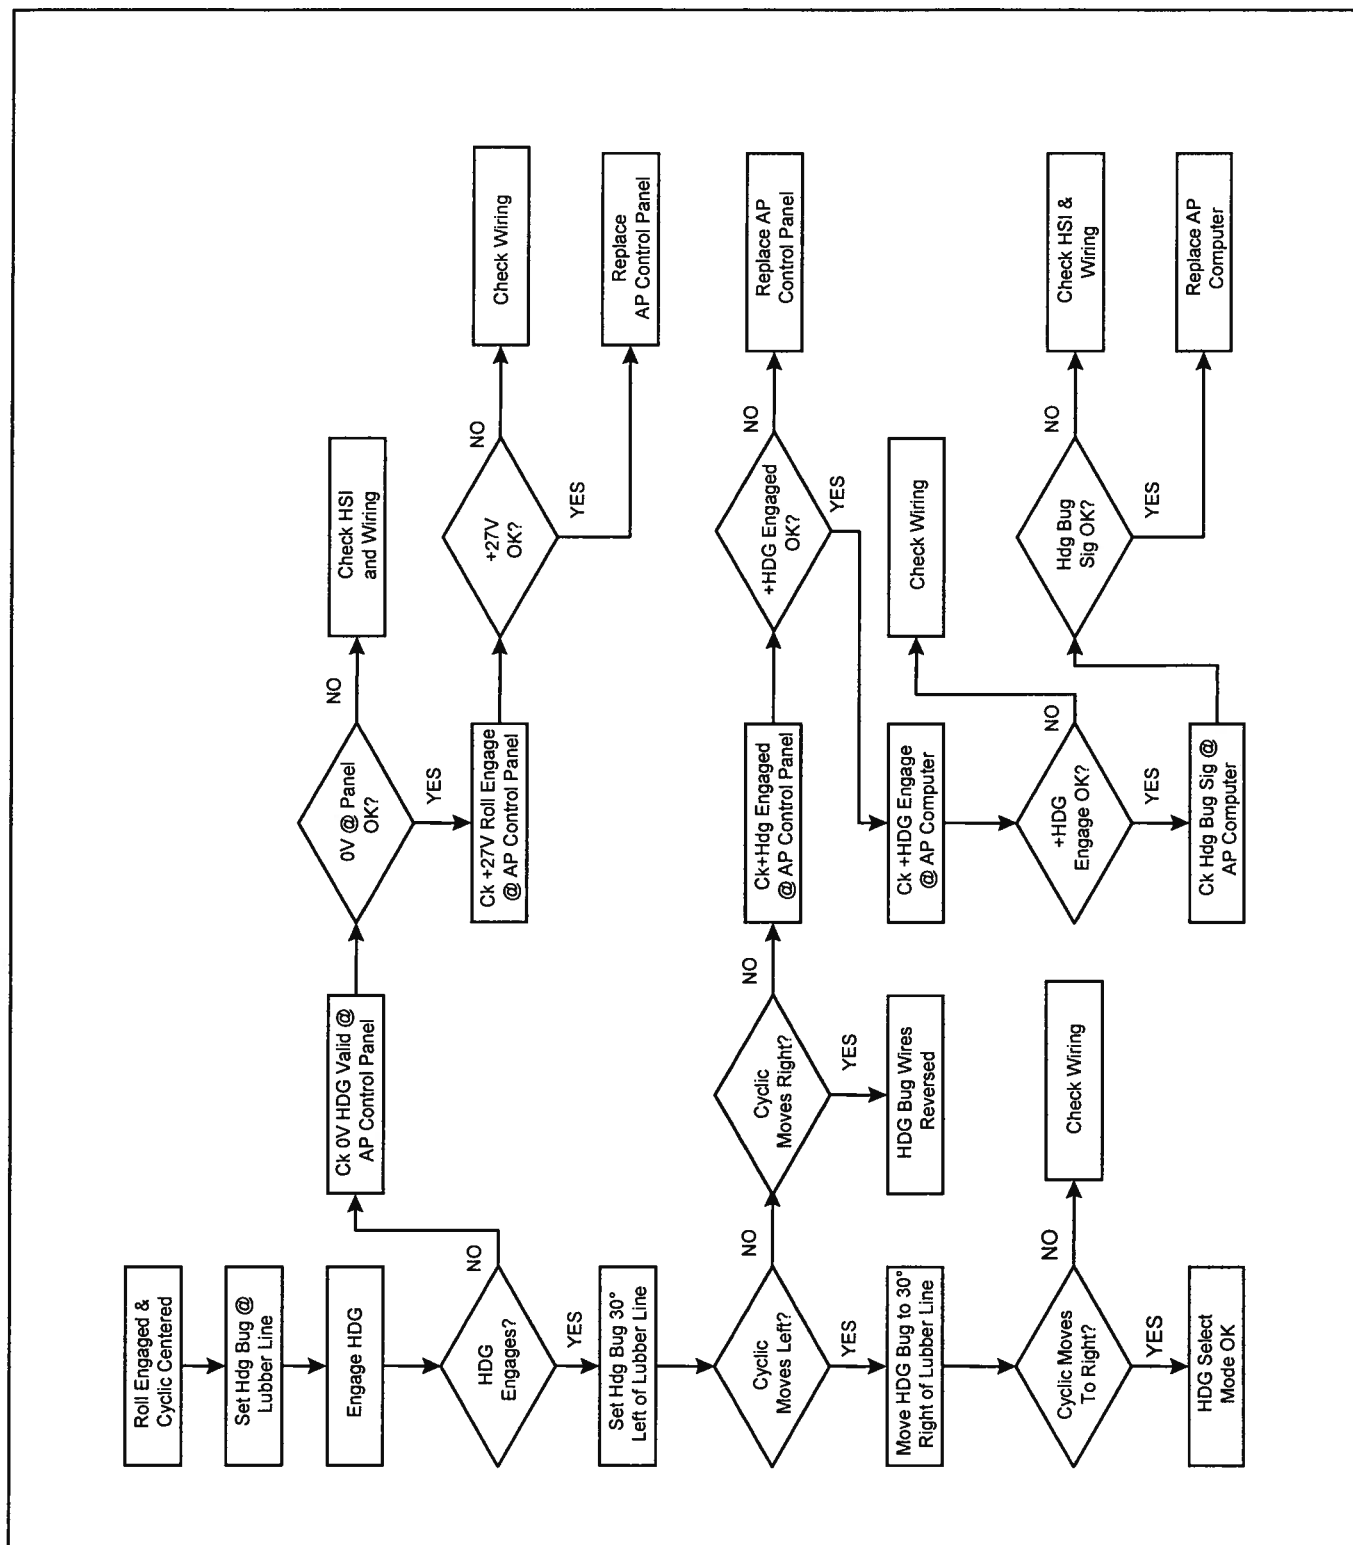 Roll Engaged &
Cyclic Centered
Set Hdg Bug @
Lubber Line
Engage HDG
HDG
Engages?
NO
YES
Ck 0V HDG Valid @
AP Control Panel
0V @ Panel
OK?
NO
YES
Check HSI
and Wiring
Ck +27V Roll Engage
@ AP Control Panel
+27V
OK?
NO
YES
Check Wiring
Replace
AP Control Panel
Set Hdg Bug 30°
Left of Lubber Line
Cyclic
Moves Left?
NO
YES
Cyclic
Moves Right?
NO
YES
HDG Bug Wires
Reversed
Ck+Hdg Engaged
@ AP Control Panel
+HDG Engaged
OK?
NO
YES
Replace AP
Control Panel
Ck +HDG Engage
@ AP Computer
+HDG
Engage OK?
NO
YES
Check Wiring
Ck Hdg Bug Sig @
AP Computer
Hdg Bug
Sig OK?
NO
YES
Check HSI &
Wiring
Replace AP
Computer
Move HDG Bug to 30°
Right of Lubber Line
Cyclic Moves
To Right?
NO
YES
Check Wiring
HDG Select
Mode OK